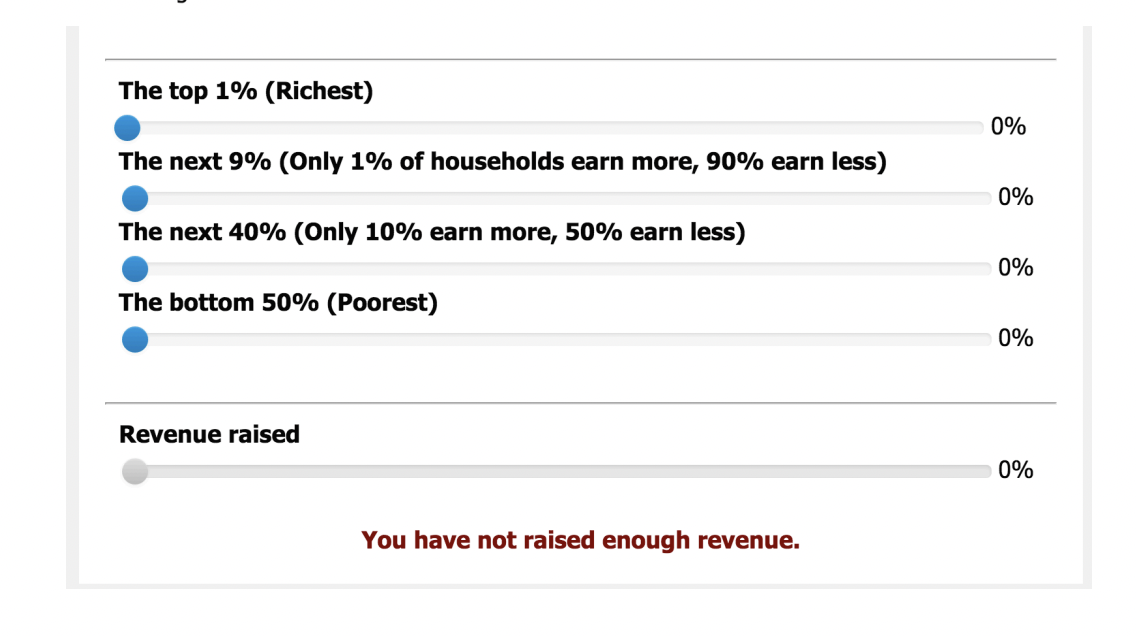 The top 1% (Richest)
0%
The next 9% (Only 1% of households earn more, 90% earn less)
0%
The next 40% (Only 10% earn more, 50% earn less)
0%
The bottom 50% (Poorest)
0%
Revenue raised
0%
You have not raised enough revenue.